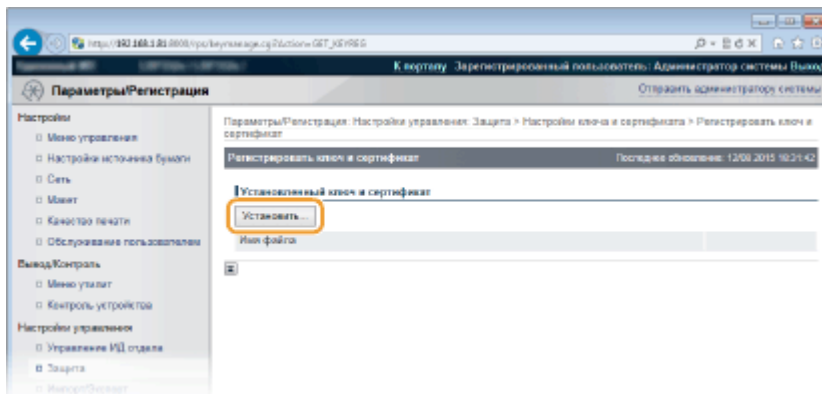 К порталу Зарегистрированный пользователь: Администратор системы Выход
Параметры/Регистрация
Отправить администратору системы
Настройки
Меню управления
Настройки источника бумаги
Сеть
Макет
Качество печати
Обслуживание пользователем
Вывод/Контроль
Меню утилит
Контроль устройства
Настройки управления
Управление ИД отдела
Защита
Импорт/Экспорт
Параметры/Регистрация: Настройки управления: Защита > Настройки ключа и сертификата > Регистрировать ключ и
сертификат
Регистрировать ключ и сертификат
Последнее обновление: 12/08 2015 18:31:42
Установленный ключ и сертификат
Установить...
Имя файла